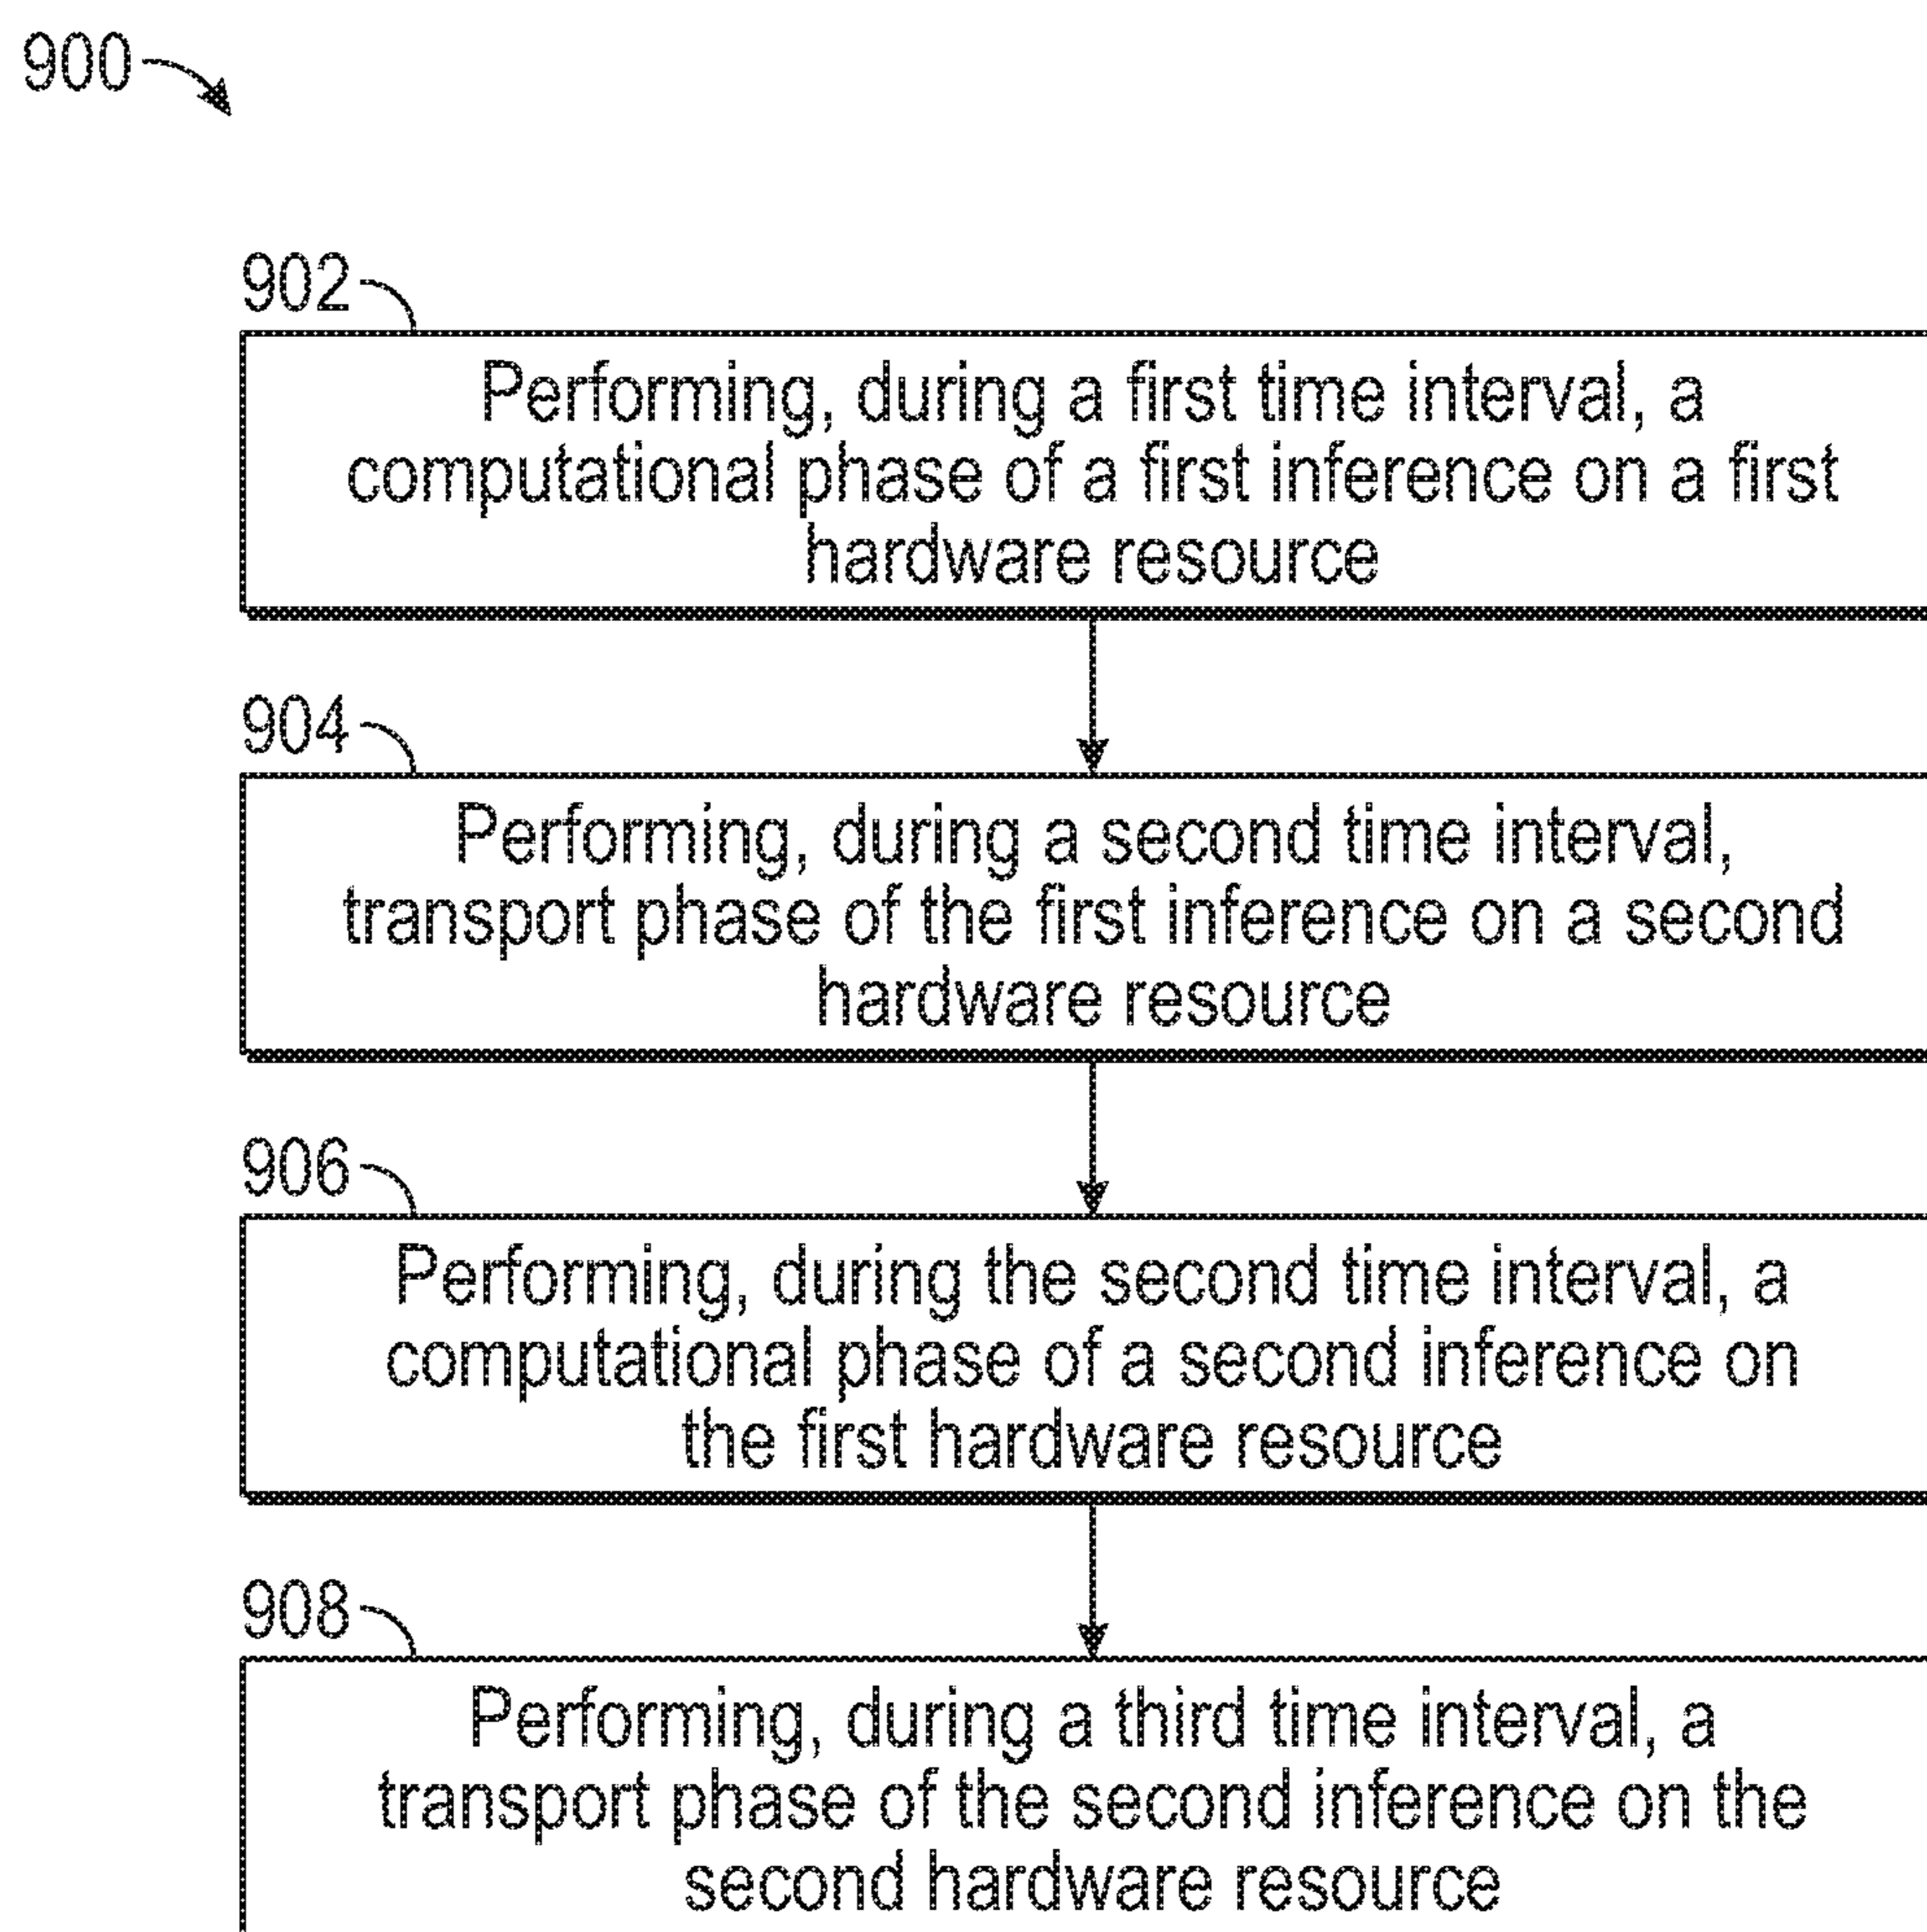 900
902
Performing, during a first time interval, a
computational phase of a first inference on a first
hardware resource
904
Performing, during a second time interval,
transport phase of the first inference on a second
hardware resource
906
Performing, during the second time interval, a
computational phase of a second inference on
the first hardware resource
908
Performing, during a third time interval, a
transport phase of the second inference on the
second hardware resource